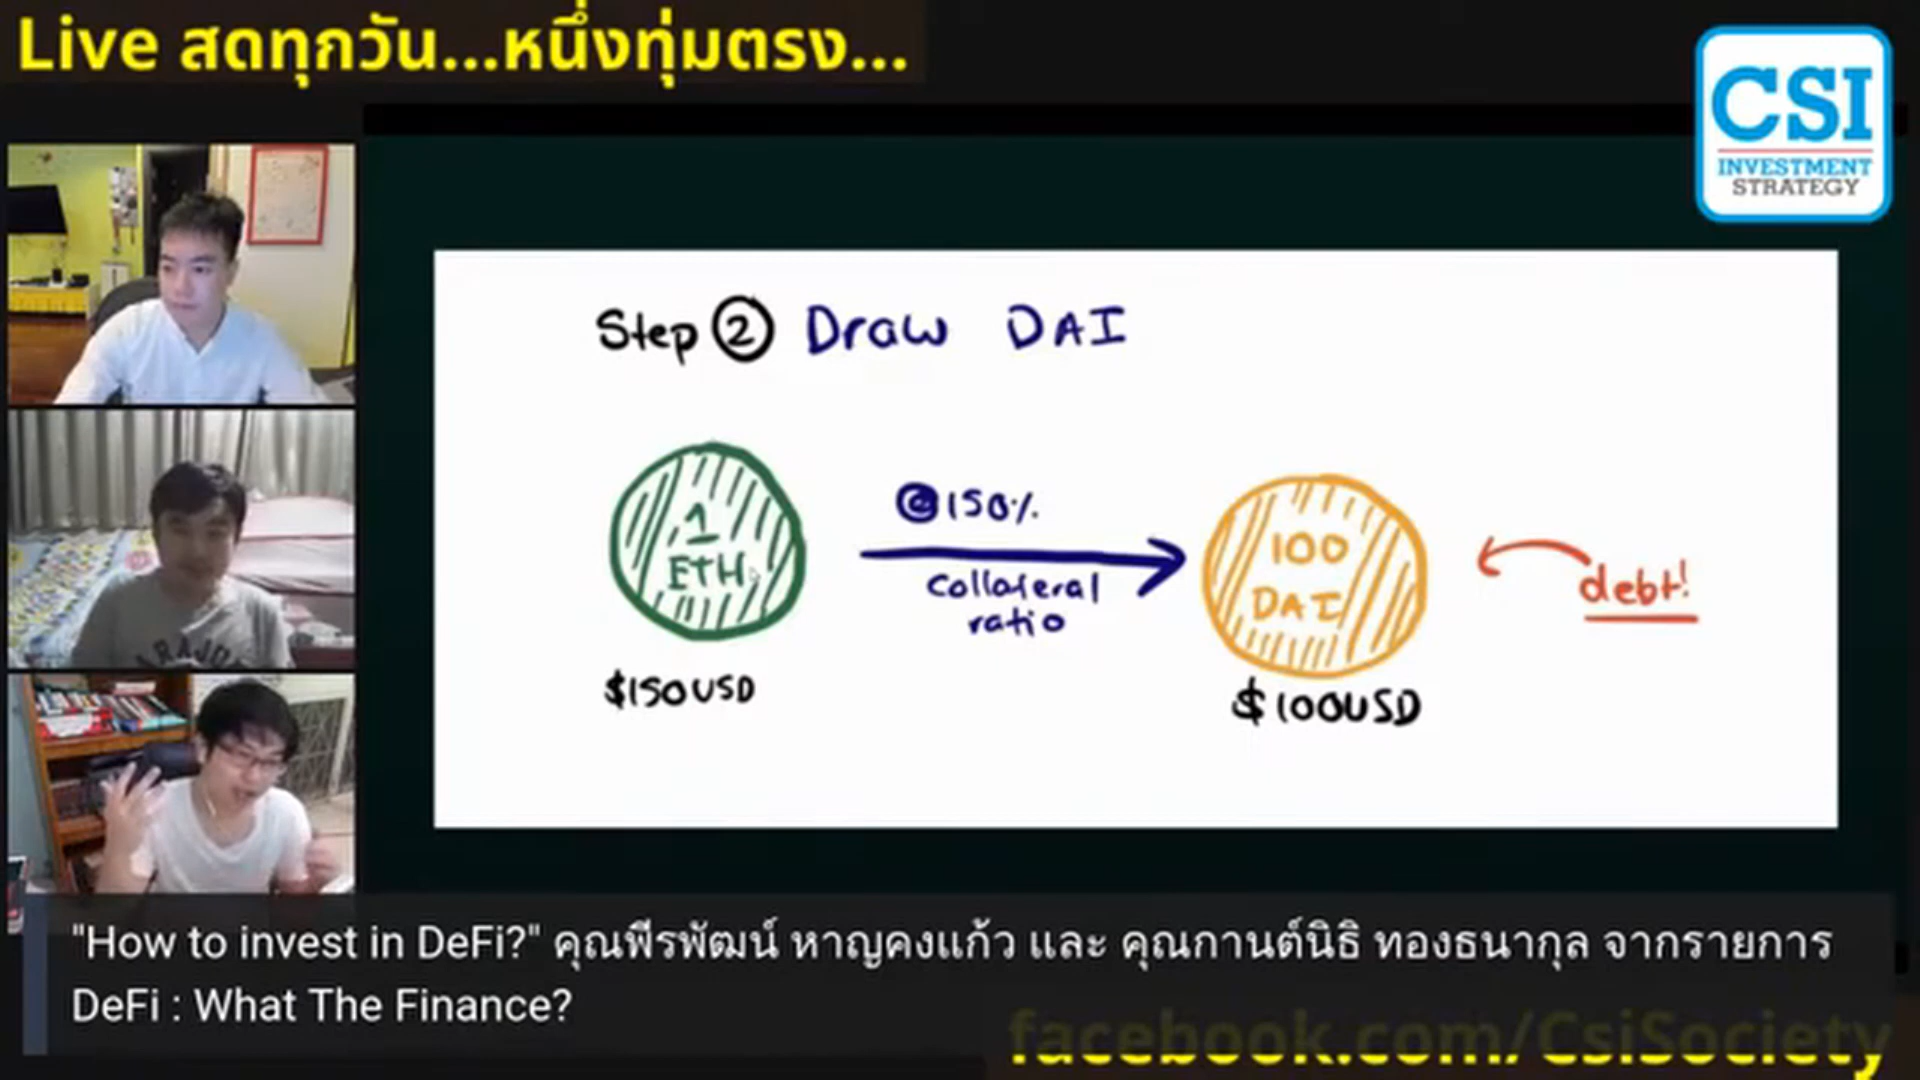 Live สดทุกวัน...หนึ่งทุ่มตรง...
CSI
INVESTMENT
STRATEGY
Step 2 Draw DAI
@150%
Collateral
ratio
1
ETH
$150USD
100
DAI
$100USD
debt!
"How to invest in DeFi?" คุณพีรพัฒน์ หาญคงแก้ว และ คุณกานต์นิธิ ทองธนากุล จากรายการ
DeFi : What The Finance?
facebook.com/CsiSociety